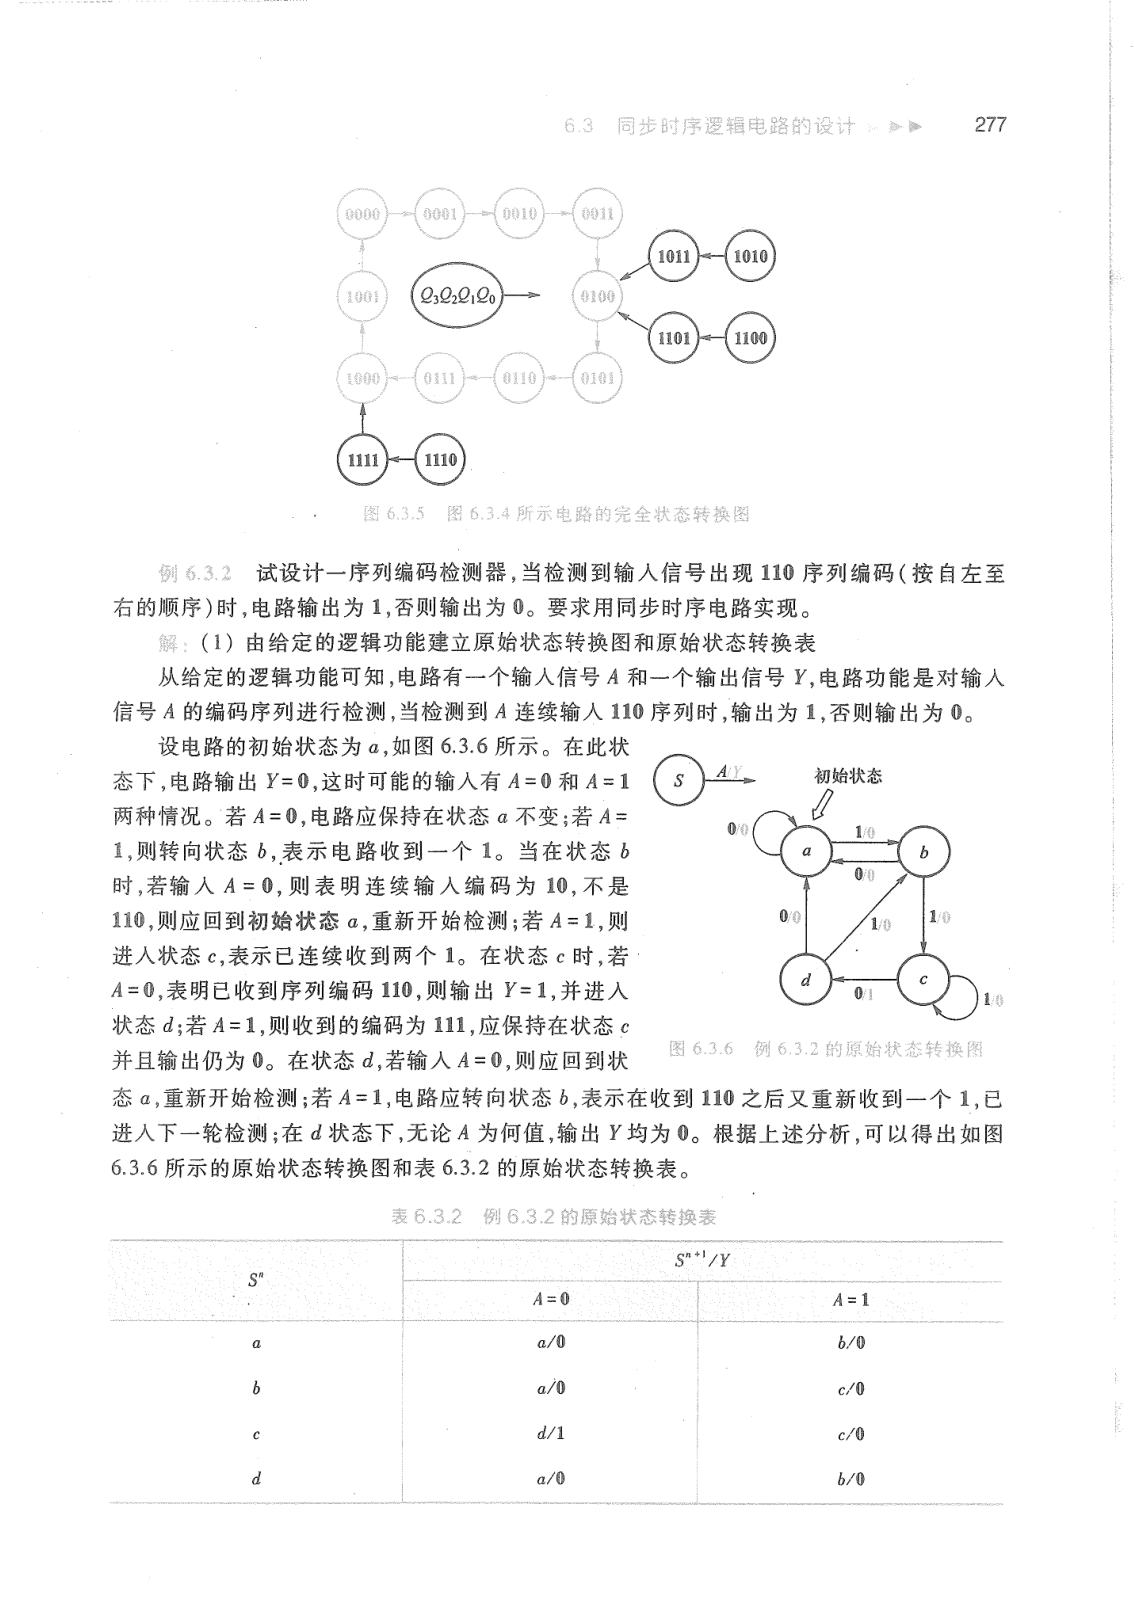 6.3 同步时序逻辑电路的设计 277
0000 0001 0010 0011
1011 1010
1001 Q3Q2Q1Q0 0100
1101 1100
1000 0111 0110 0101
1111 1110
图 6.3.5 图 6.3.4 所示电路的完全状态转换图
例 6.3.2 试设计一序列编码检测器,当检测到输入信号出现 110 序列编码(按自左至
右的顺序)时,电路输出为 1,否则输出为 0。要求用同步时序电路实现。
解:(1) 由给定的逻辑功能建立原始状态转换图和原始状态转换表
从给定的逻辑功能可知,电路有一个输入信号 A 和一个输出信号 Y,电路功能是对输入
信号 A 的编码序列进行检测,当检测到 A 连续输入 110 序列时,输出为 1,否则输出为 0。
设电路的初始状态为 a,如图 6.3.6 所示。在此状
态下,电路输出 Y=0,这时可能的输入有 A=0 和 A=1
两种情况。若 A=0,电路应保持在状态 a 不变;若 A=
1,则转向状态 b,表示电路收到一个 1。当在状态 b
时,若输入 A=0,则表明连续输入编码为 10,不是
110,则应回到初始状态 a,重新开始检测;若 A=1,则
进入状态 c,表示已连续收到两个 1。在状态 c 时,若
A=0,表明已收到序列编码 110,则输出 Y=1,并进入
状态 d;若 A=1,则收到的编码为 111,应保持在状态 c
并且输出仍为 0。在状态 d,若输入 A=0,则应回到状
S A/Y 初始状态
0/0 a 1/0 b
0/0
0/0 1/0 1/0
d 0/1 c 1/0
图 6.3.6 例 6.3.2 的原始状态转换图
态 a,重新开始检测;若 A=1,电路应转向状态 b,表示在收到 110 之后又重新收到一个 1,已
进入下一轮检测;在 d 状态下,无论 A 为何值,输出 Y 均为 0。根据上述分析,可以得出如图
6.3.6 所示的原始状态转换图和表 6.3.2 的原始状态转换表。
表 6.3.2 例 6.3.2 的原始状态转换表
Sⁿ Sⁿ⁺¹/Y
A=0 A=1
a a/0 b/0
b a/0 c/0
c d/1 c/0
d a/0 b/0